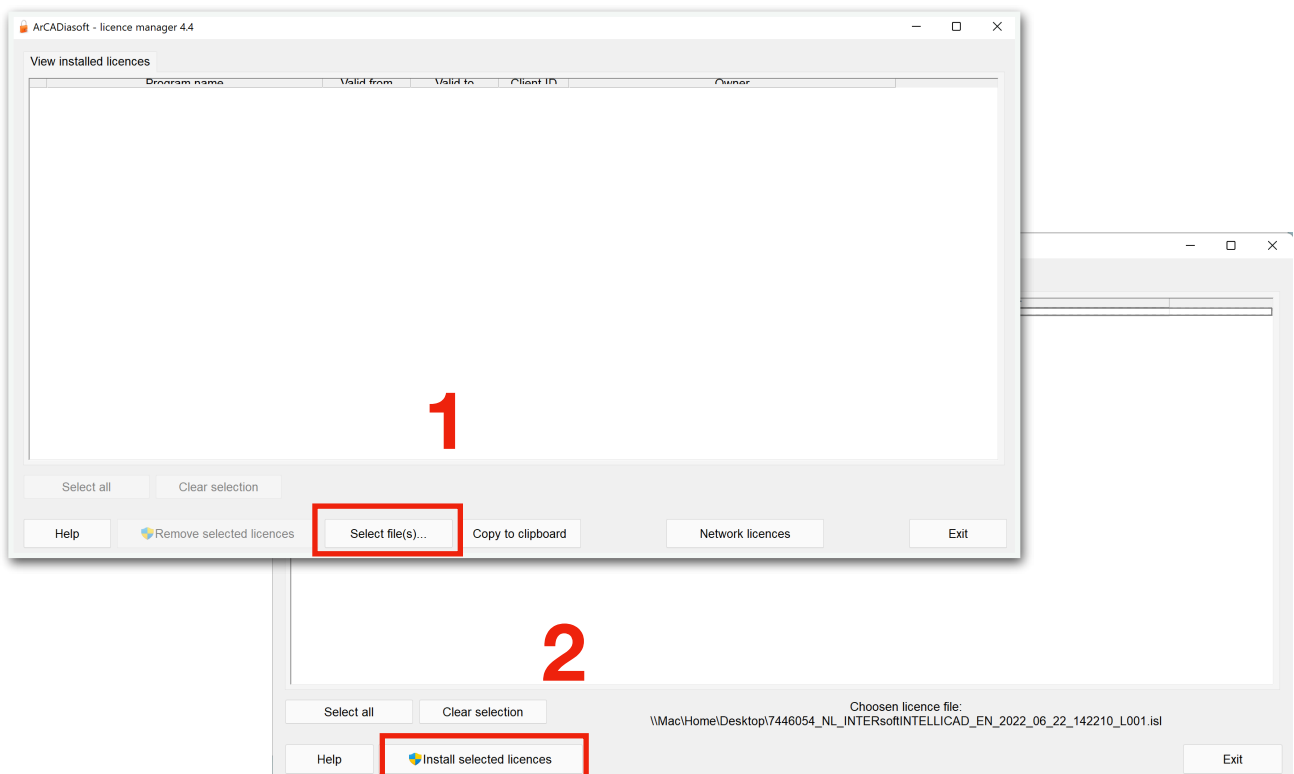 ArCADiasoft - licence manager 4.4
View installed licences
Program name Valid from Valid to Client ID Owner
1
Select all Clear selection
Help Remove selected licences Select file(s)... Copy to clipboard Network licences Exit
2
Select all Clear selection
Choosen licence file:
\\Mac\Home\Desktop\7446054_NL_INTERsoftINTELLICAD_EN_2022_06_22_142210_L001.isl
Help Install selected licences Exit